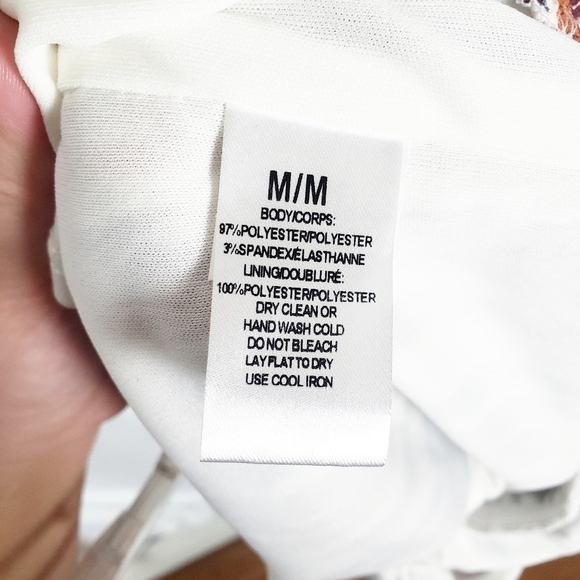 M/M
BODY/CORPS:
97%POLYESTER/POLYESTER
3%SPANDEX/ÉLASTHANNE
LINING/DOUBLURÉ:
100%POLYESTER/POLYESTER
DRY CLEAN OR
HAND WASH COLD
DO NOT BLEACH
LAY FLAT TO DRY
USE COOL IRON